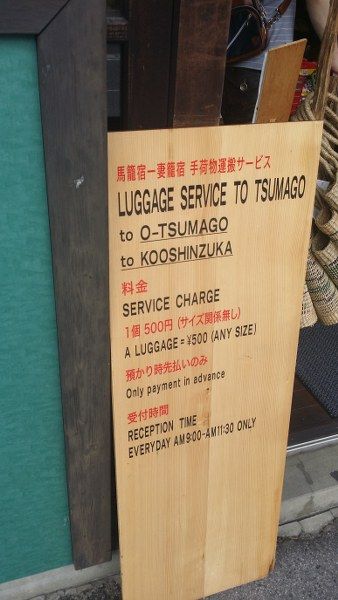 馬籠宿ー妻籠宿 手荷物運搬サービス
LUGGAGE SERVICE TO TSUMAGO
to O-TSUMAGO
to KOOSHINZUKA
料金
SERVICE CHARGE
1個 500円 (サイズ関係無し)
A LUGGAGE = ¥500 (ANY SIZE)
預かり時先払いのみ
Only payment in advance
受付時間
RECEPTION TIME
EVERYDAY AM9:00-AM11:30 ONLY